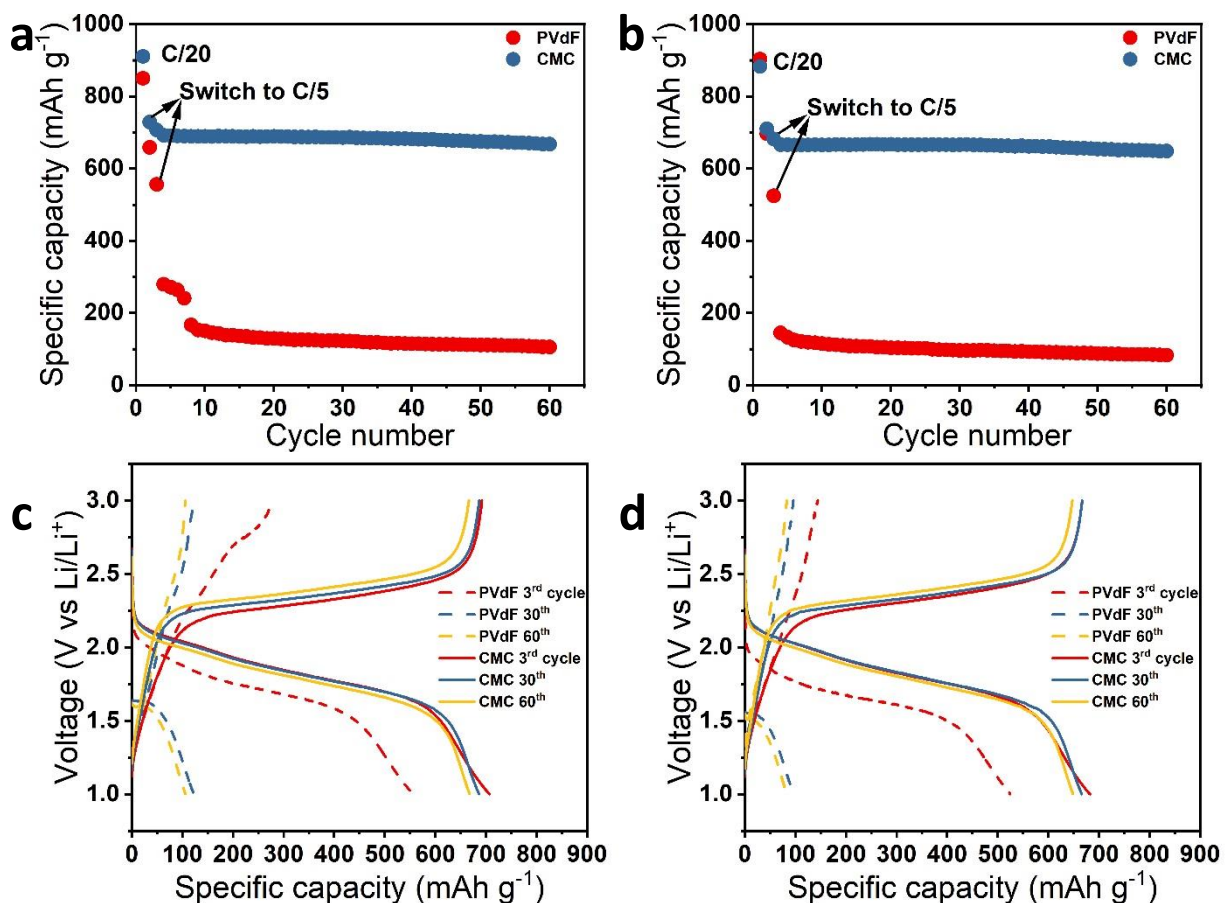 a
1000
800
600
400
200
0
Specific capacity (mAh g⁻¹)
C/20
Switch to C/5
PVdF
CMC
0 10 20 30 40 50 60
Cycle number
b
1000
800
600
400
200
0
Specific capacity (mAh g⁻¹)
C/20
Switch to C/5
PVdF
CMC
0 10 20 30 40 50 60
Cycle number
c
3.0
2.5
2.0
1.5
1.0
Voltage (V vs Li/Li⁺)
PVdF 3ʳᵈ cycle
PVdF 30ᵗʰ
PVdF 60ᵗʰ
CMC 3ʳᵈ cycle
CMC 30ᵗʰ
CMC 60ᵗʰ
0 100 200 300 400 500 600 700 800 900
Specific capacity (mAh g⁻¹)
d
3.0
2.5
2.0
1.5
1.0
Voltage (V vs Li/Li⁺)
PVdF 3ʳᵈ cycle
PVdF 30ᵗʰ
PVdF 60ᵗʰ
CMC 3ʳᵈ cycle
CMC 30ᵗʰ
CMC 60ᵗʰ
0 100 200 300 400 500 600 700 800 900
Specific capacity (mAh g⁻¹)